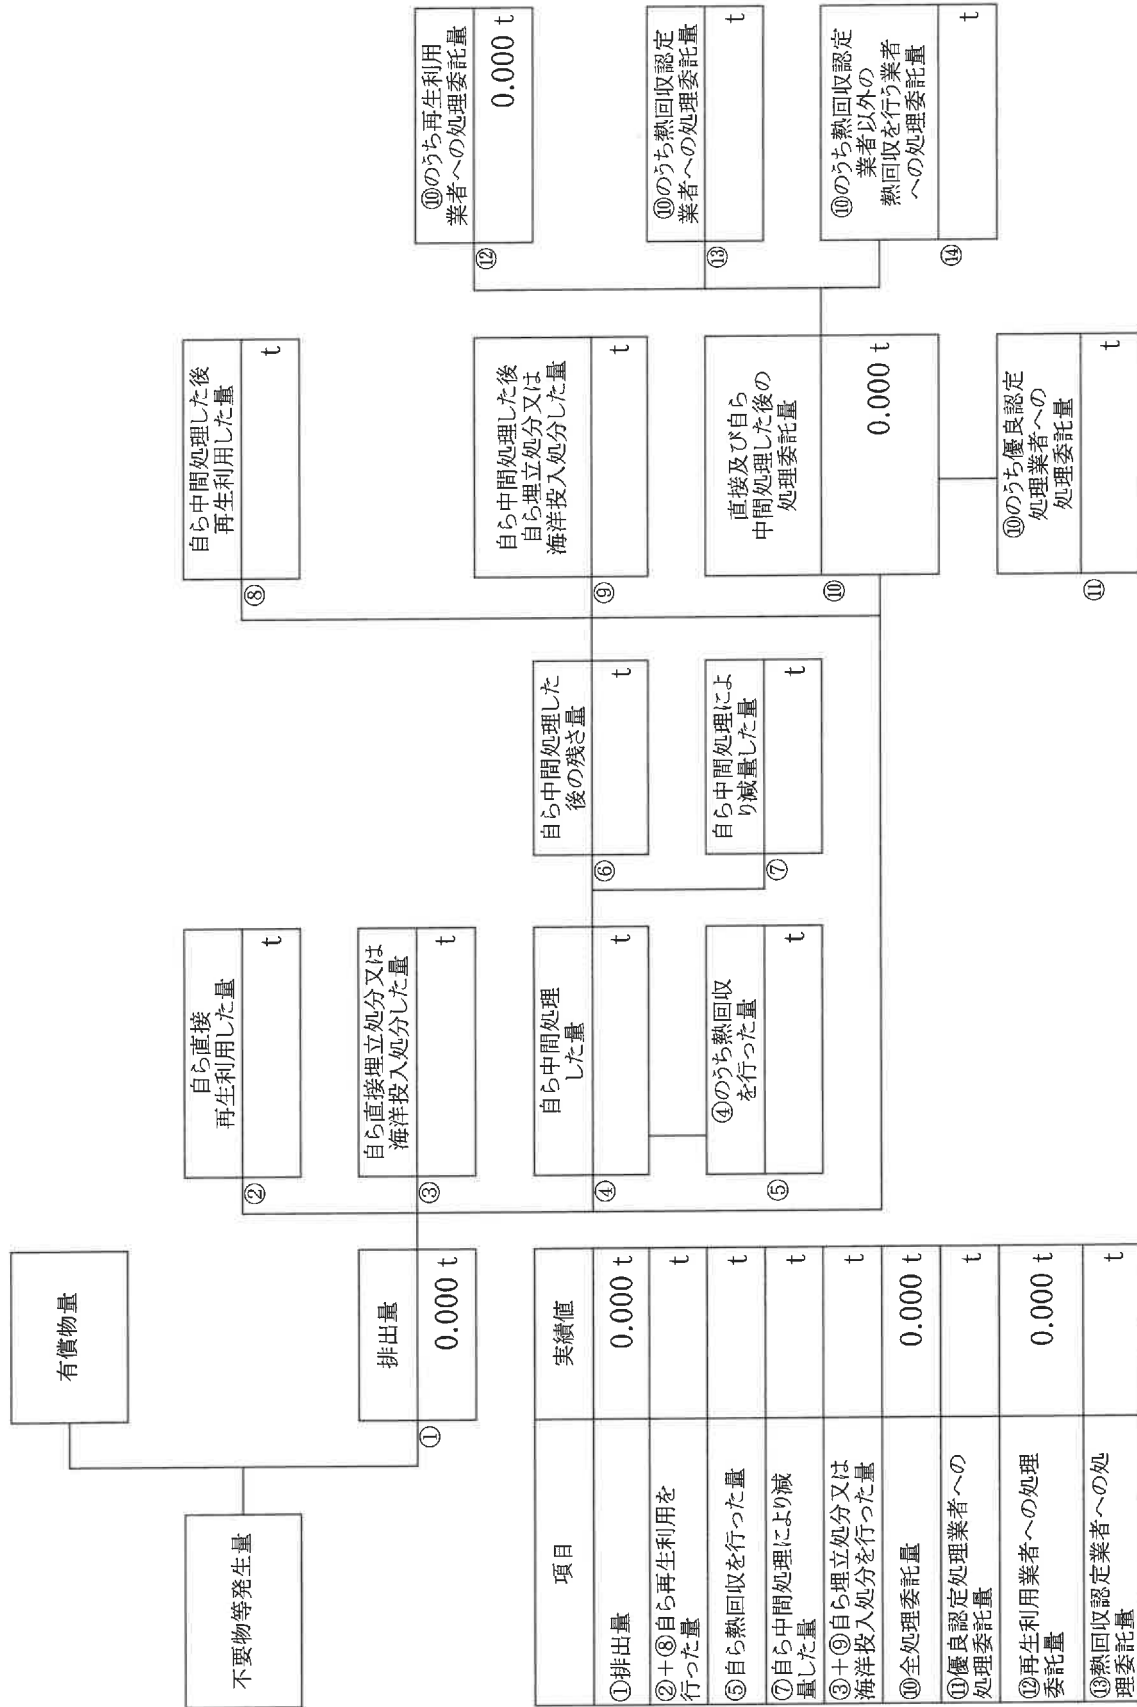 不要物等発生量
有償物量
排出量
①
0.000 t
自ら直接
再生利用した量
②
t
自ら直接埋立処分又は
海洋投入処分した量
③
t
自ら中間処理
した量
④
t
④のうち熱回収
を行った量
⑤
t
自ら中間処理した
後の残さ量
⑥
t
自ら中間処理によ
り減量した量
⑦
t
自ら中間処理した後
再生利用した量
⑧
t
自ら中間処理した後
自ら埋立処分又は
海洋投入処分した量
⑨
t
直接及び自ら
中間処理した後の
処理委託量
⑩
0.000 t
⑩のうち優良認定
処理業者への
処理委託量
⑪
t
⑩のうち再生利用
業者への処理委託量
⑫
0.000 t
⑩のうち熱回収認定
業者への処理委託量
⑬
t
⑩のうち熱回収認定
業者以外の
熱回収を行う業者
への処理委託量
⑭
t
項目 実績値
①排出量 0.000 t
②+⑧自ら再生利用を
行った量 t
⑤自ら熱回収を行った量 t
⑦自ら中間処理により減
量した量 t
③+⑨自ら埋立処分又は
海洋投入処分を行った量 t
⑩全処理委託量 0.000 t
⑪優良認定処理業者への
処理委託量 t
⑫再生利用業者への処理
委託量 0.000 t
⑬熱回収認定業者への処
理委託量 t